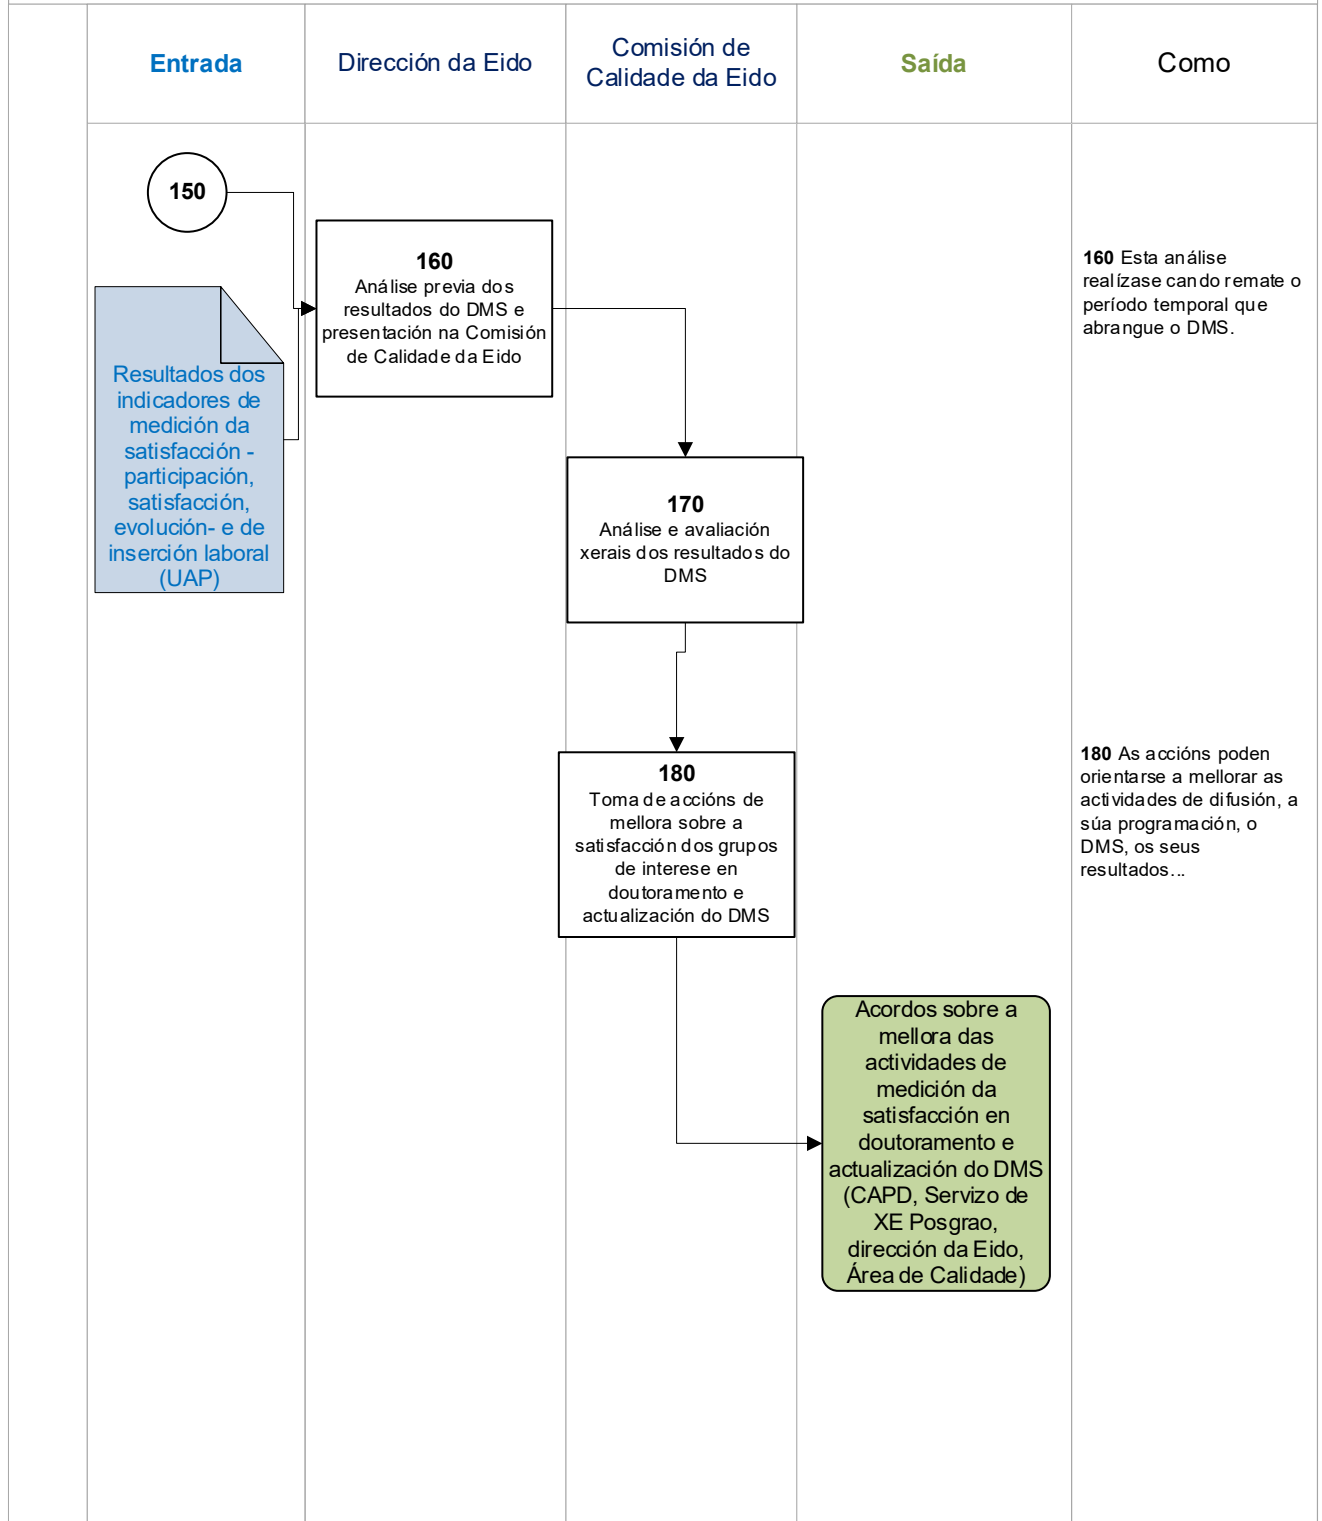 Entrada
Dirección da Eido
Comisión de
Calidade da Eido
Saída
Como
150
160
Análise previa dos
resultados do DMS e
presentación na Comisión
de Calidade da Eido
160 Esta análise
realízase cando remate o
período temporal que
abrangue o DMS.
Resultados dos
indicadores de
medición da
satisfacción -
participación,
satisfacción,
evolución- e de
inserción laboral
(UAP)
170
Análise e avaliación
xerais dos resultados do
DMS
180
Toma de accións de
mellora sobre a
satisfacción dos grupos
de interese en
doutoramento e
actualización do DMS
180 As accións poden
orientarse a mellorar as
actividades de difusión, a
súa programación, o
DMS, os seus
resultados...
Acordos sobre a
mellora das
actividades de
medición da
satisfacción en
doutoramento e
actualización do DMS
(CAPD, Servizo de
XE Posgrao,
dirección da Eido,
Área de Calidade)